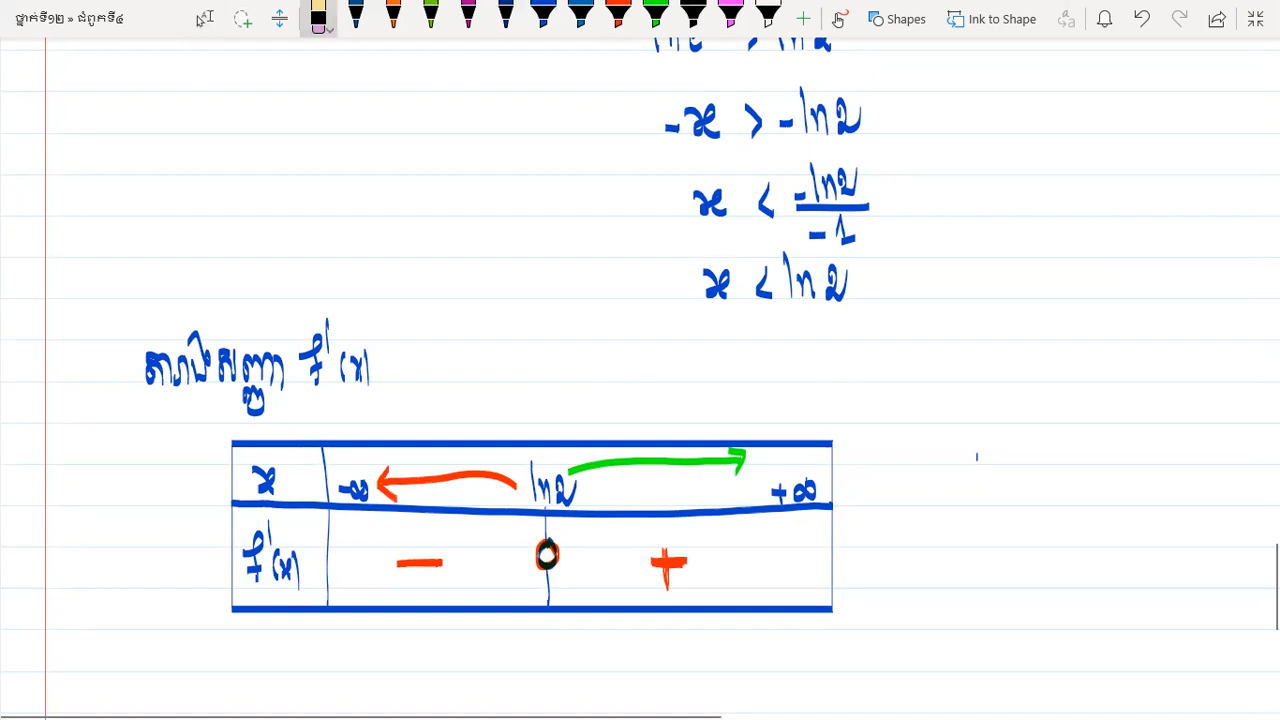 ថ្នាក់ទី១២ » ជំពូកទី៤
Shapes
Ink to Shape
-x > -ln2
x < -ln2 / -1
x < ln2
តារាងសញ្ញា f'(x)
x -∞ ln2 +∞
f'(x) - 0 +